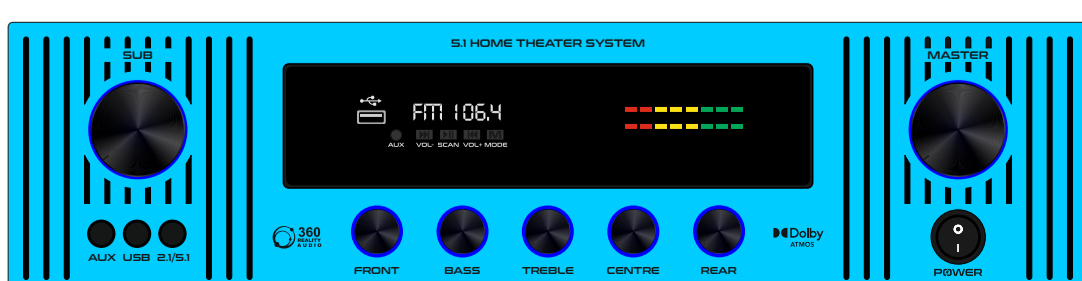 5.1 HOME THEATER SYSTEM
SUB
MASTER
FM 106.4
AUX VOL- SCAN VOL+ MODE
AUX USB 2.1/5.1
360
REALITY
AUDIO
Dolby
ATMOS
FRONT BASS TREBLE CENTRE REAR
POWER